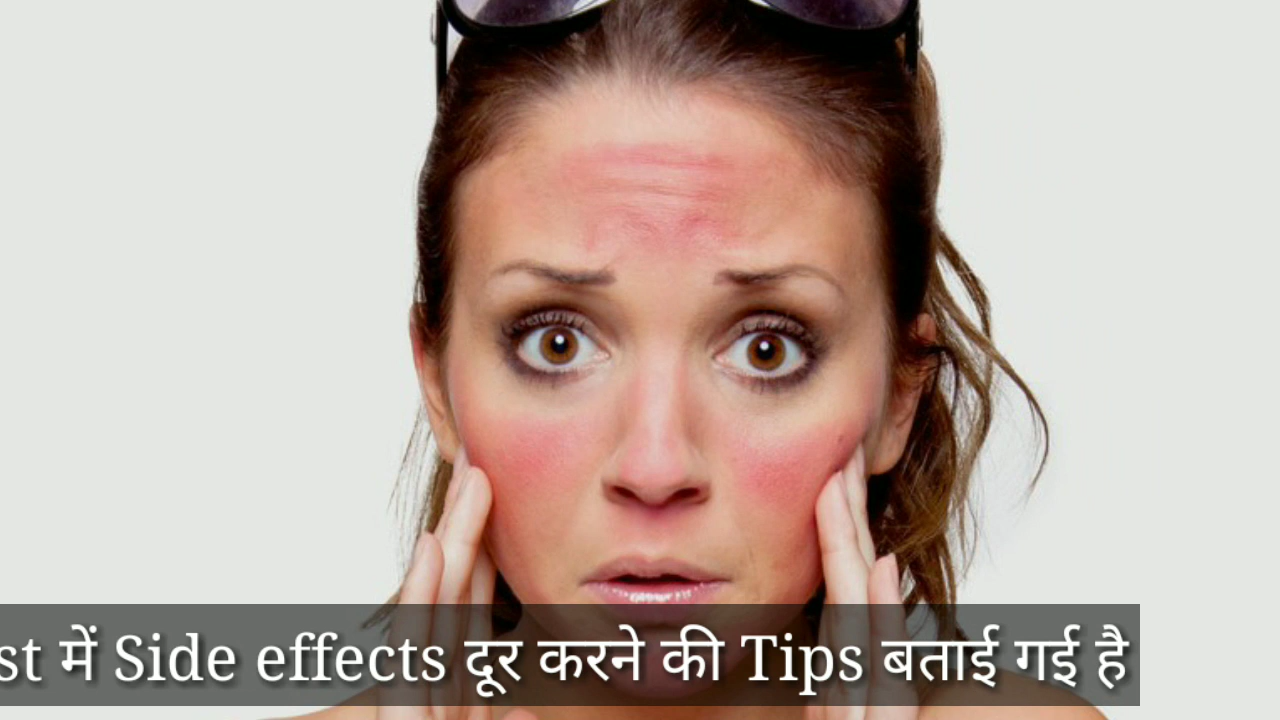 st में Side effects दूर करने की Tips बताई गई है